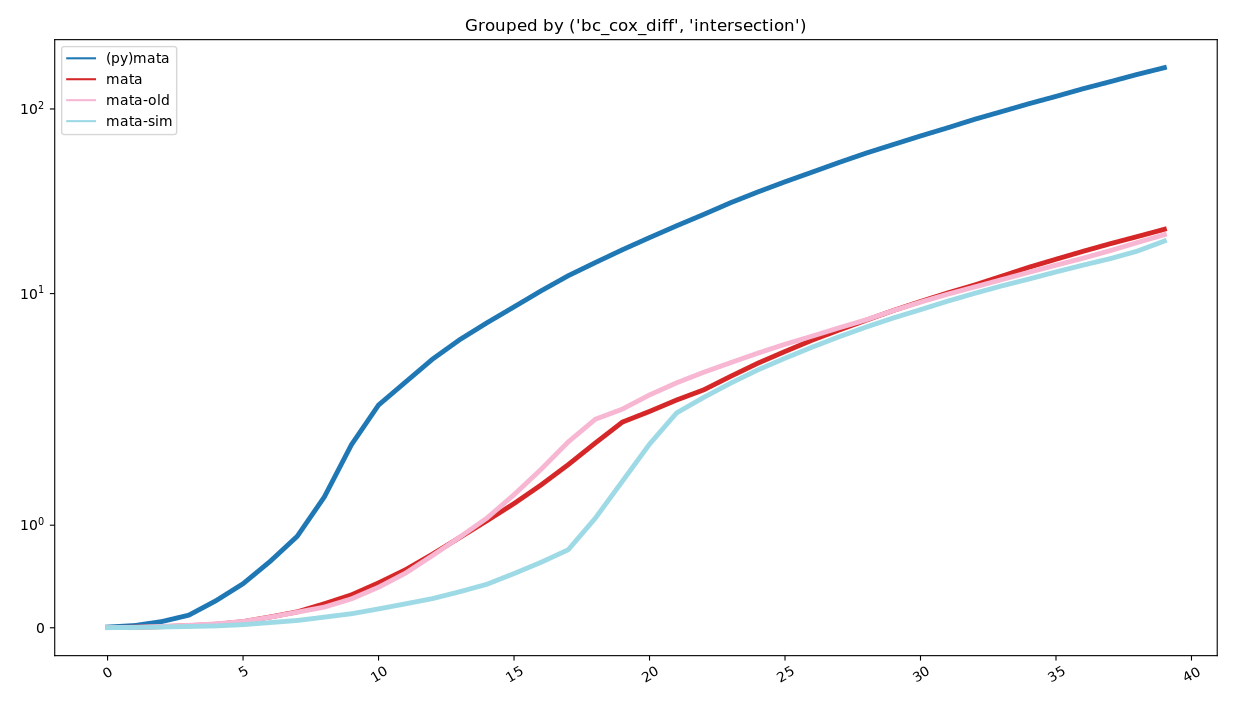 Grouped by ('bc_cox_diff', 'intersection')
(py)mata
mata
mata-old
mata-sim
10²
10¹
10⁰
0
0 5 10 15 20 25 30 35 40